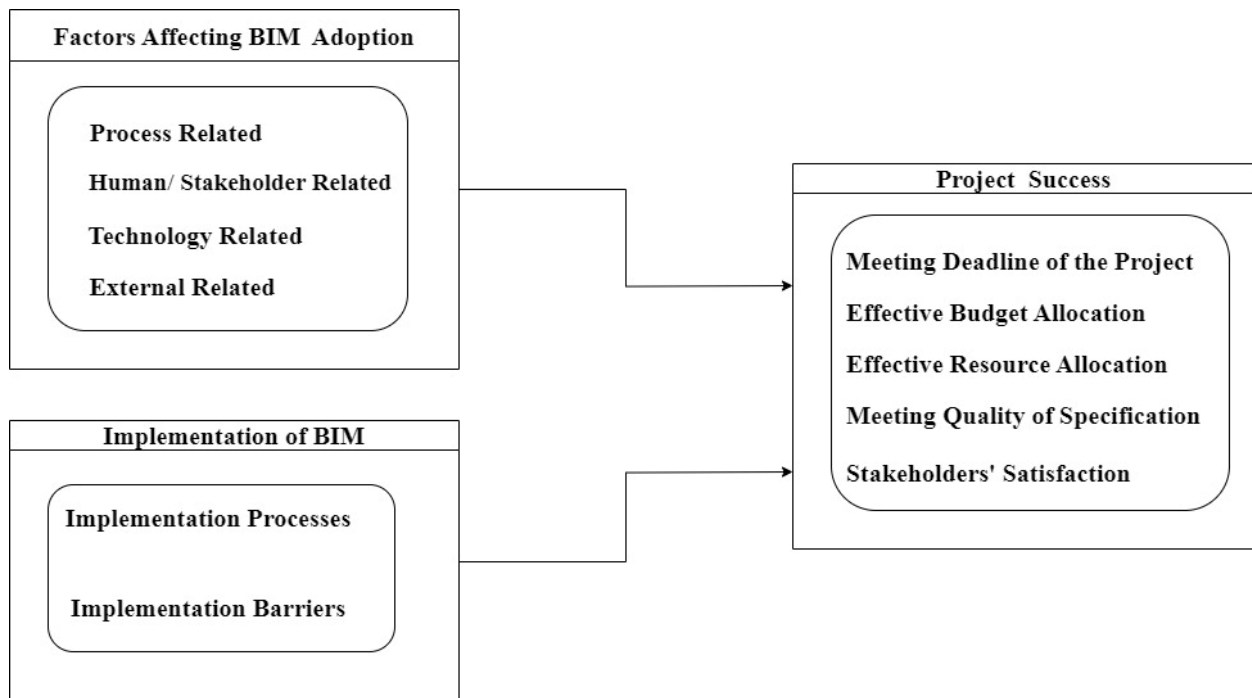 Factors Affecting BIM Adoption
Process Related
Human/ Stakeholder Related
Technology Related
External Related
Implementation of BIM
Implementation Processes
Implementation Barriers
Project Success
Meeting Deadline of the Project
Effective Budget Allocation
Effective Resource Allocation
Meeting Quality of Specification
Stakeholders' Satisfaction